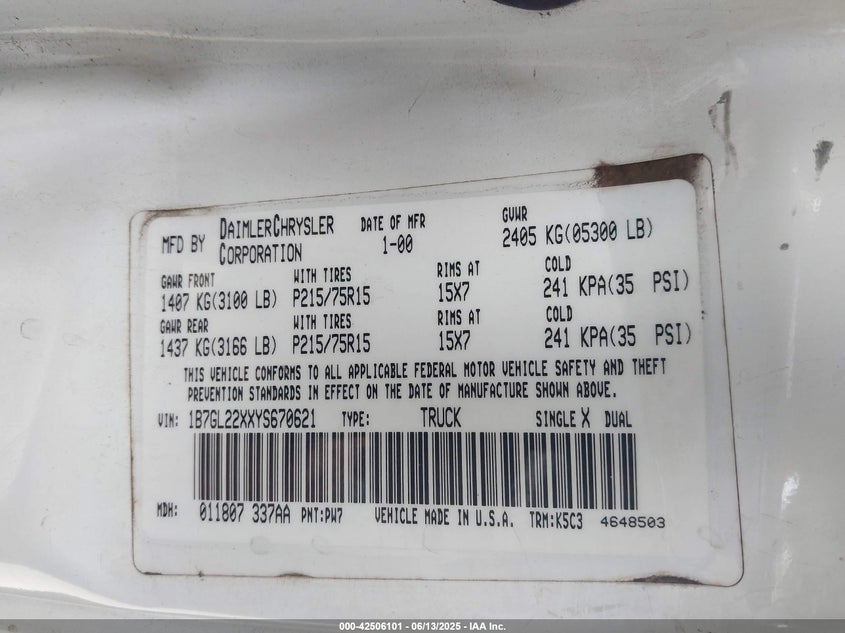 MFD BY DAIMLERCHRYSLER CORPORATION DATE OF MFR 1-00 GVWR 2405 KG(05300 LB)
GAWR FRONT WITH TIRES RIMS AT COLD
1407 KG(3100 LB) P215/75R15 15X7 241 KPA(35 PSI)
GAWR REAR WITH TIRES RIMS AT COLD
1437 KG(3166 LB) P215/75R15 15X7 241 KPA(35 PSI)
THIS VEHICLE CONFORMS TO ALL APPLICABLE FEDERAL MOTOR VEHICLE SAFETY AND THEFT
PREVENTION STANDARDS IN EFFECT ON THE DATE OF MANUFACTURE SHOWN ABOVE.
VIN: 1B7GL22XXYS670621 TYPE: TRUCK SINGLE X DUAL
MDH: 011807 337AA PNT:PW7 VEHICLE MADE IN U.S.A. TRM:K5C3 4648503
000-42506101 - 06/13/2025 - IAA Inc.